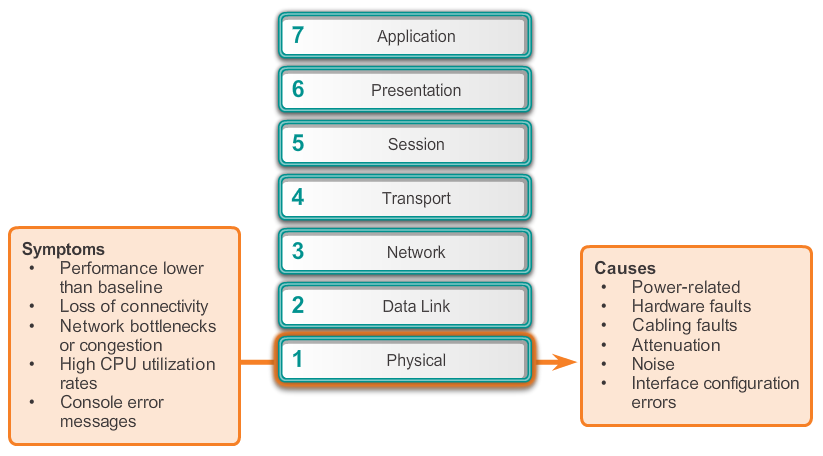 7 Application
6 Presentation
5 Session
4 Transport
3 Network
2 Data Link
1 Physical
Symptoms
• Performance lower
than baseline
• Loss of connectivity
• Network bottlenecks
or congestion
• High CPU utilization
rates
• Console error
messages
Causes
• Power-related
• Hardware faults
• Cabling faults
• Attenuation
• Noise
• Interface configuration
errors